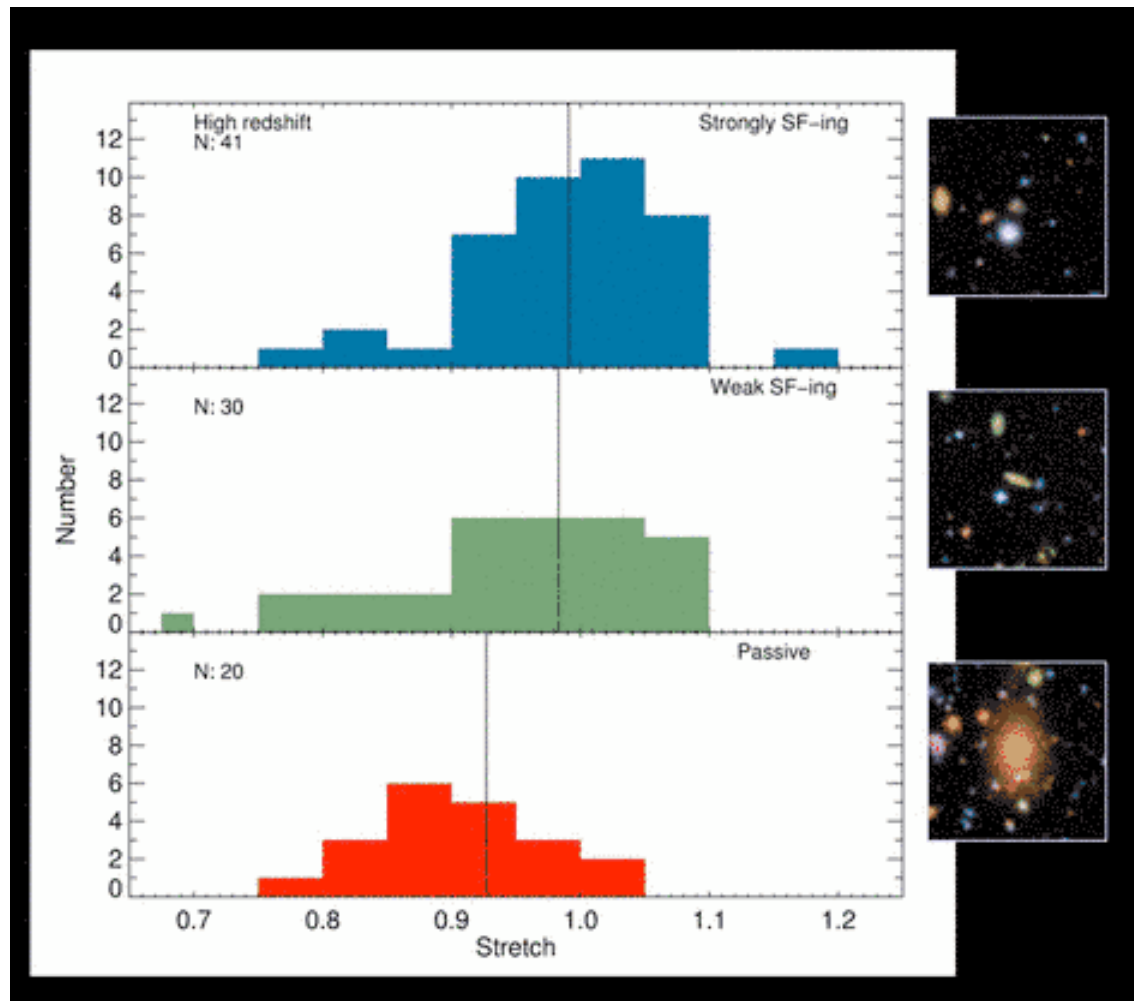 High redshift
Strongly SF-ing
N: 41
12
10
8
6
4
2
0
Weak SF-ing
N: 30
12
10
8
6
4
2
0
Number
Passive
N: 20
12
10
8
6
4
2
0
0.7 0.8 0.9 1.0 1.1 1.2
Stretch